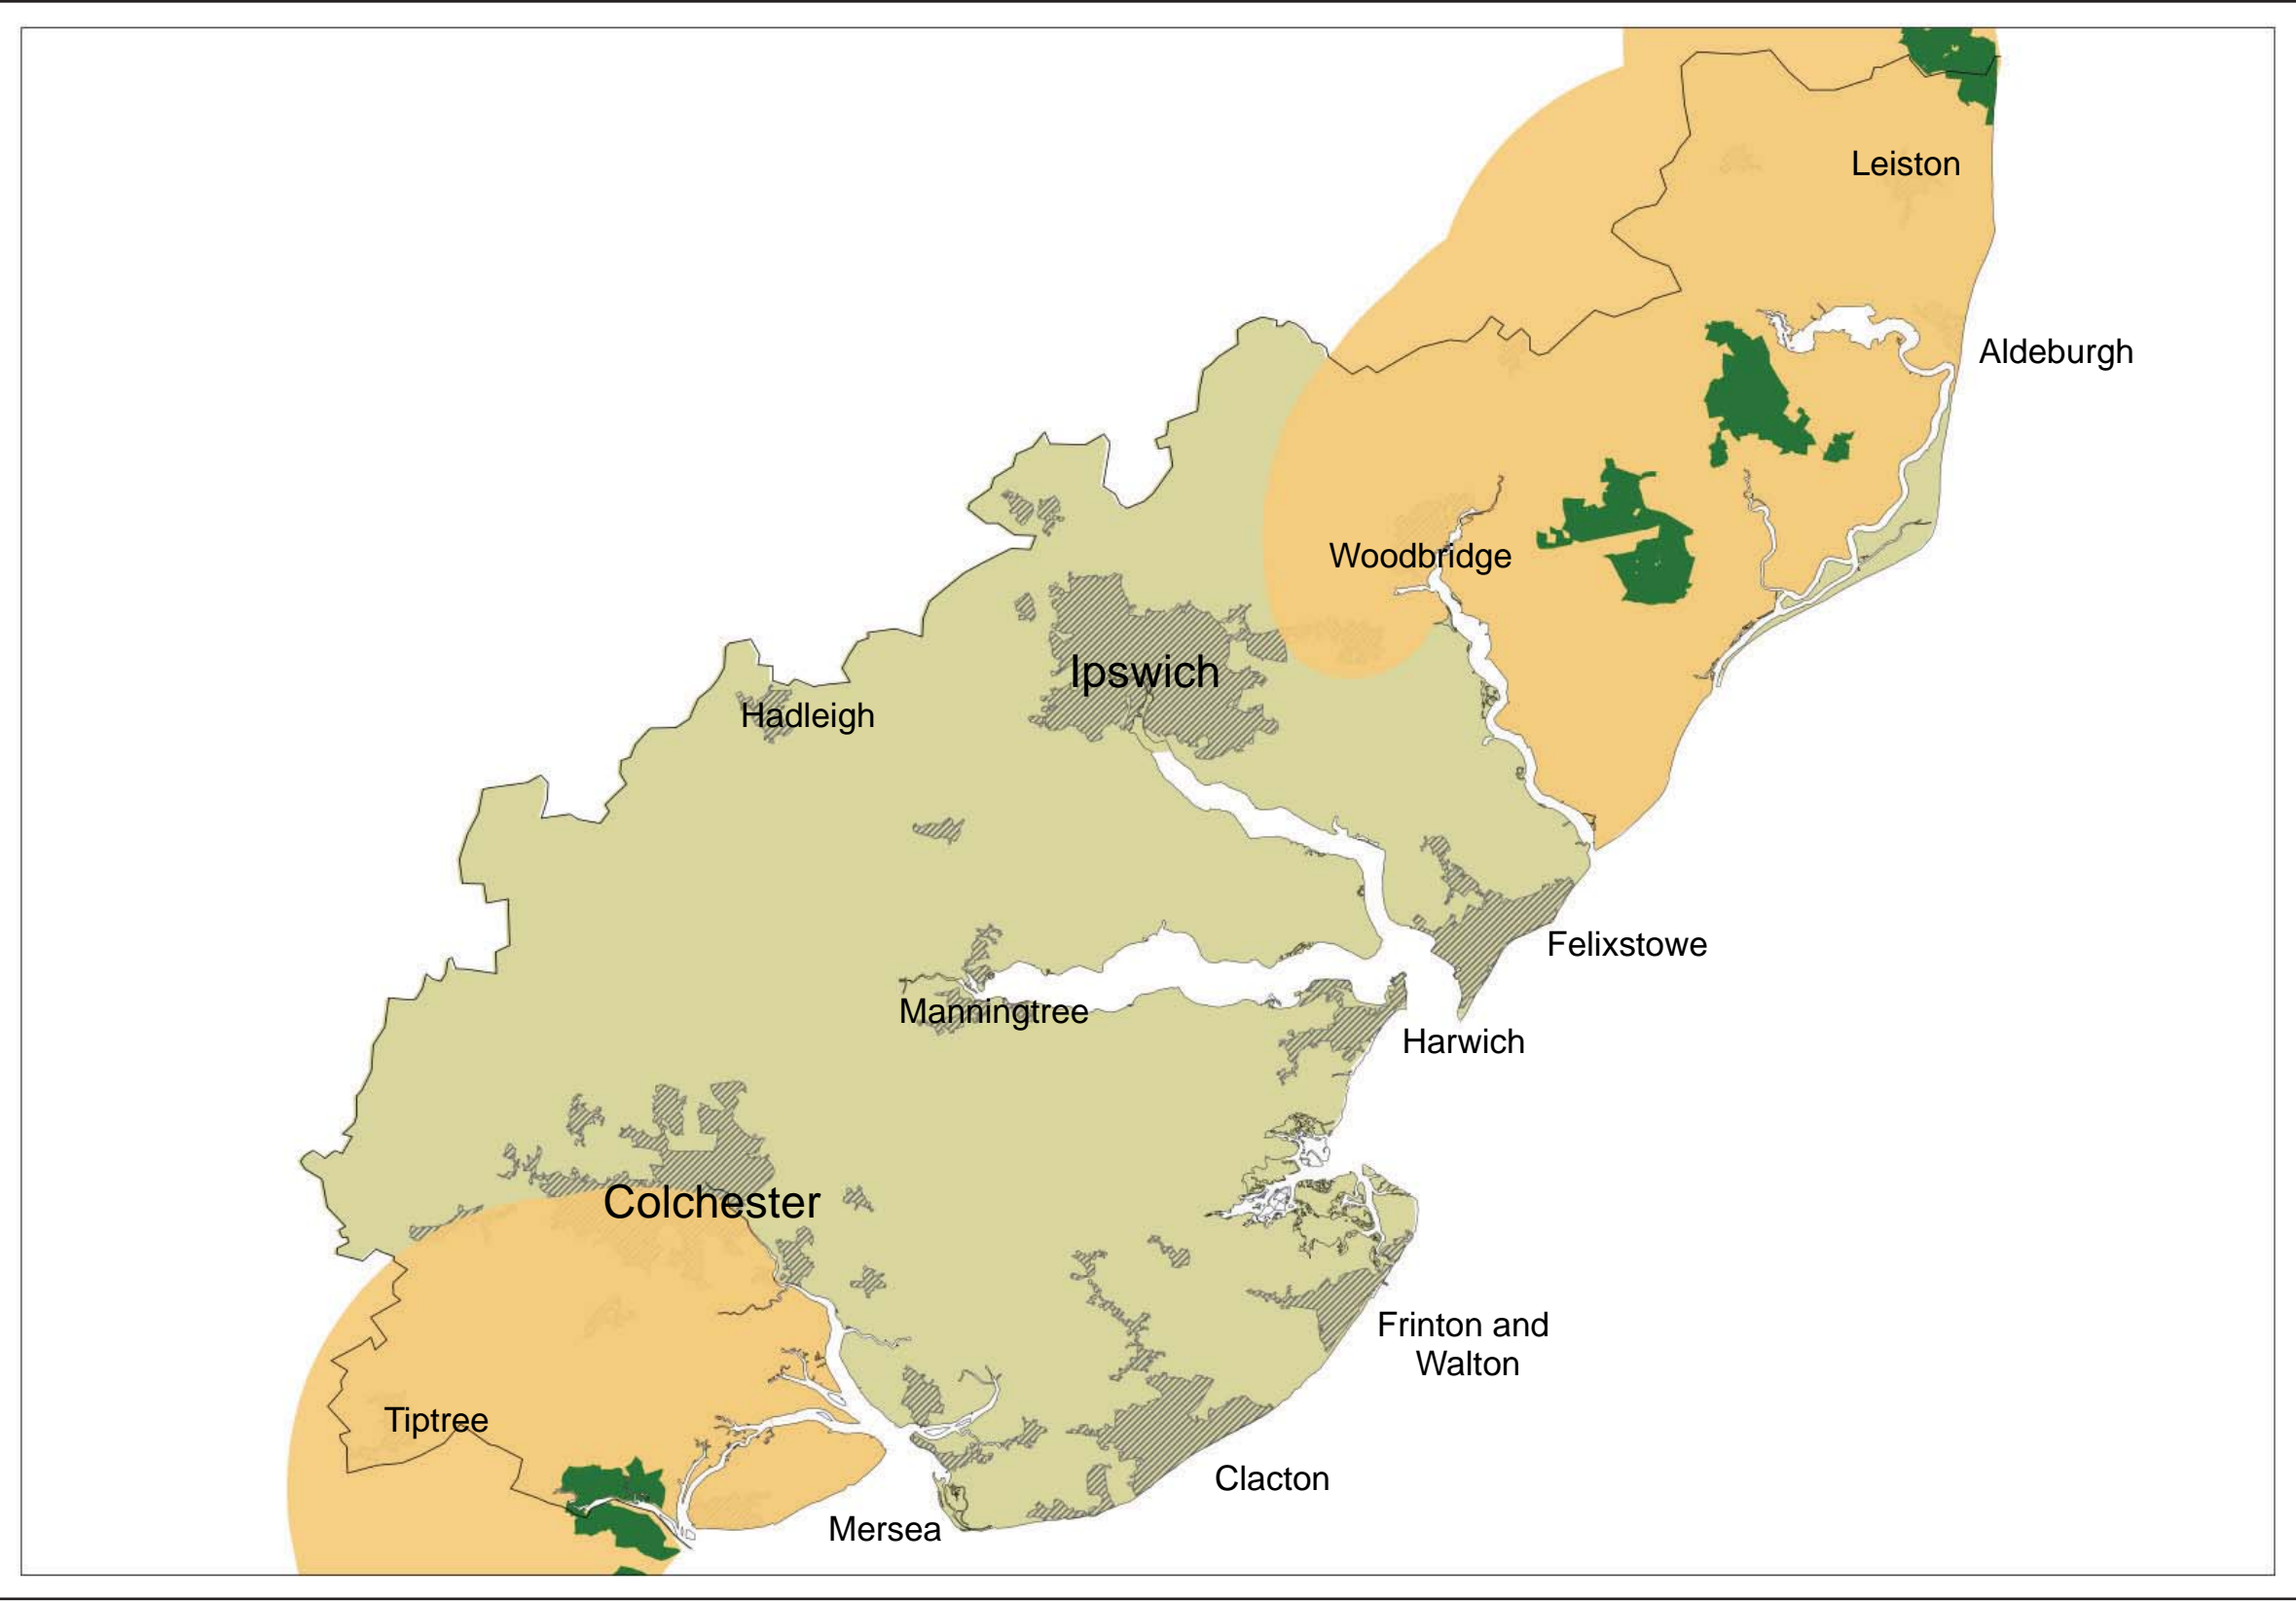 Leiston
Aldeburgh
Woodbridge
Ipswich
Hadleigh
Felixstowe
Manningtree
Harwich
Colchester
Frinton and
Walton
Tiptree
Clacton
Mersea